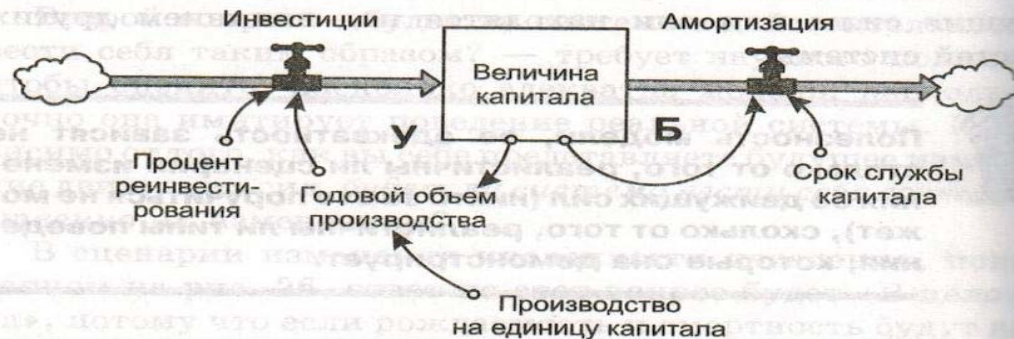 Инвестиции
Амортизация
Величина
капитала
У
Б
Процент
реинвести-
рования
Годовой объем
производства
Срок службы
капитала
Производство
на единицу капитала